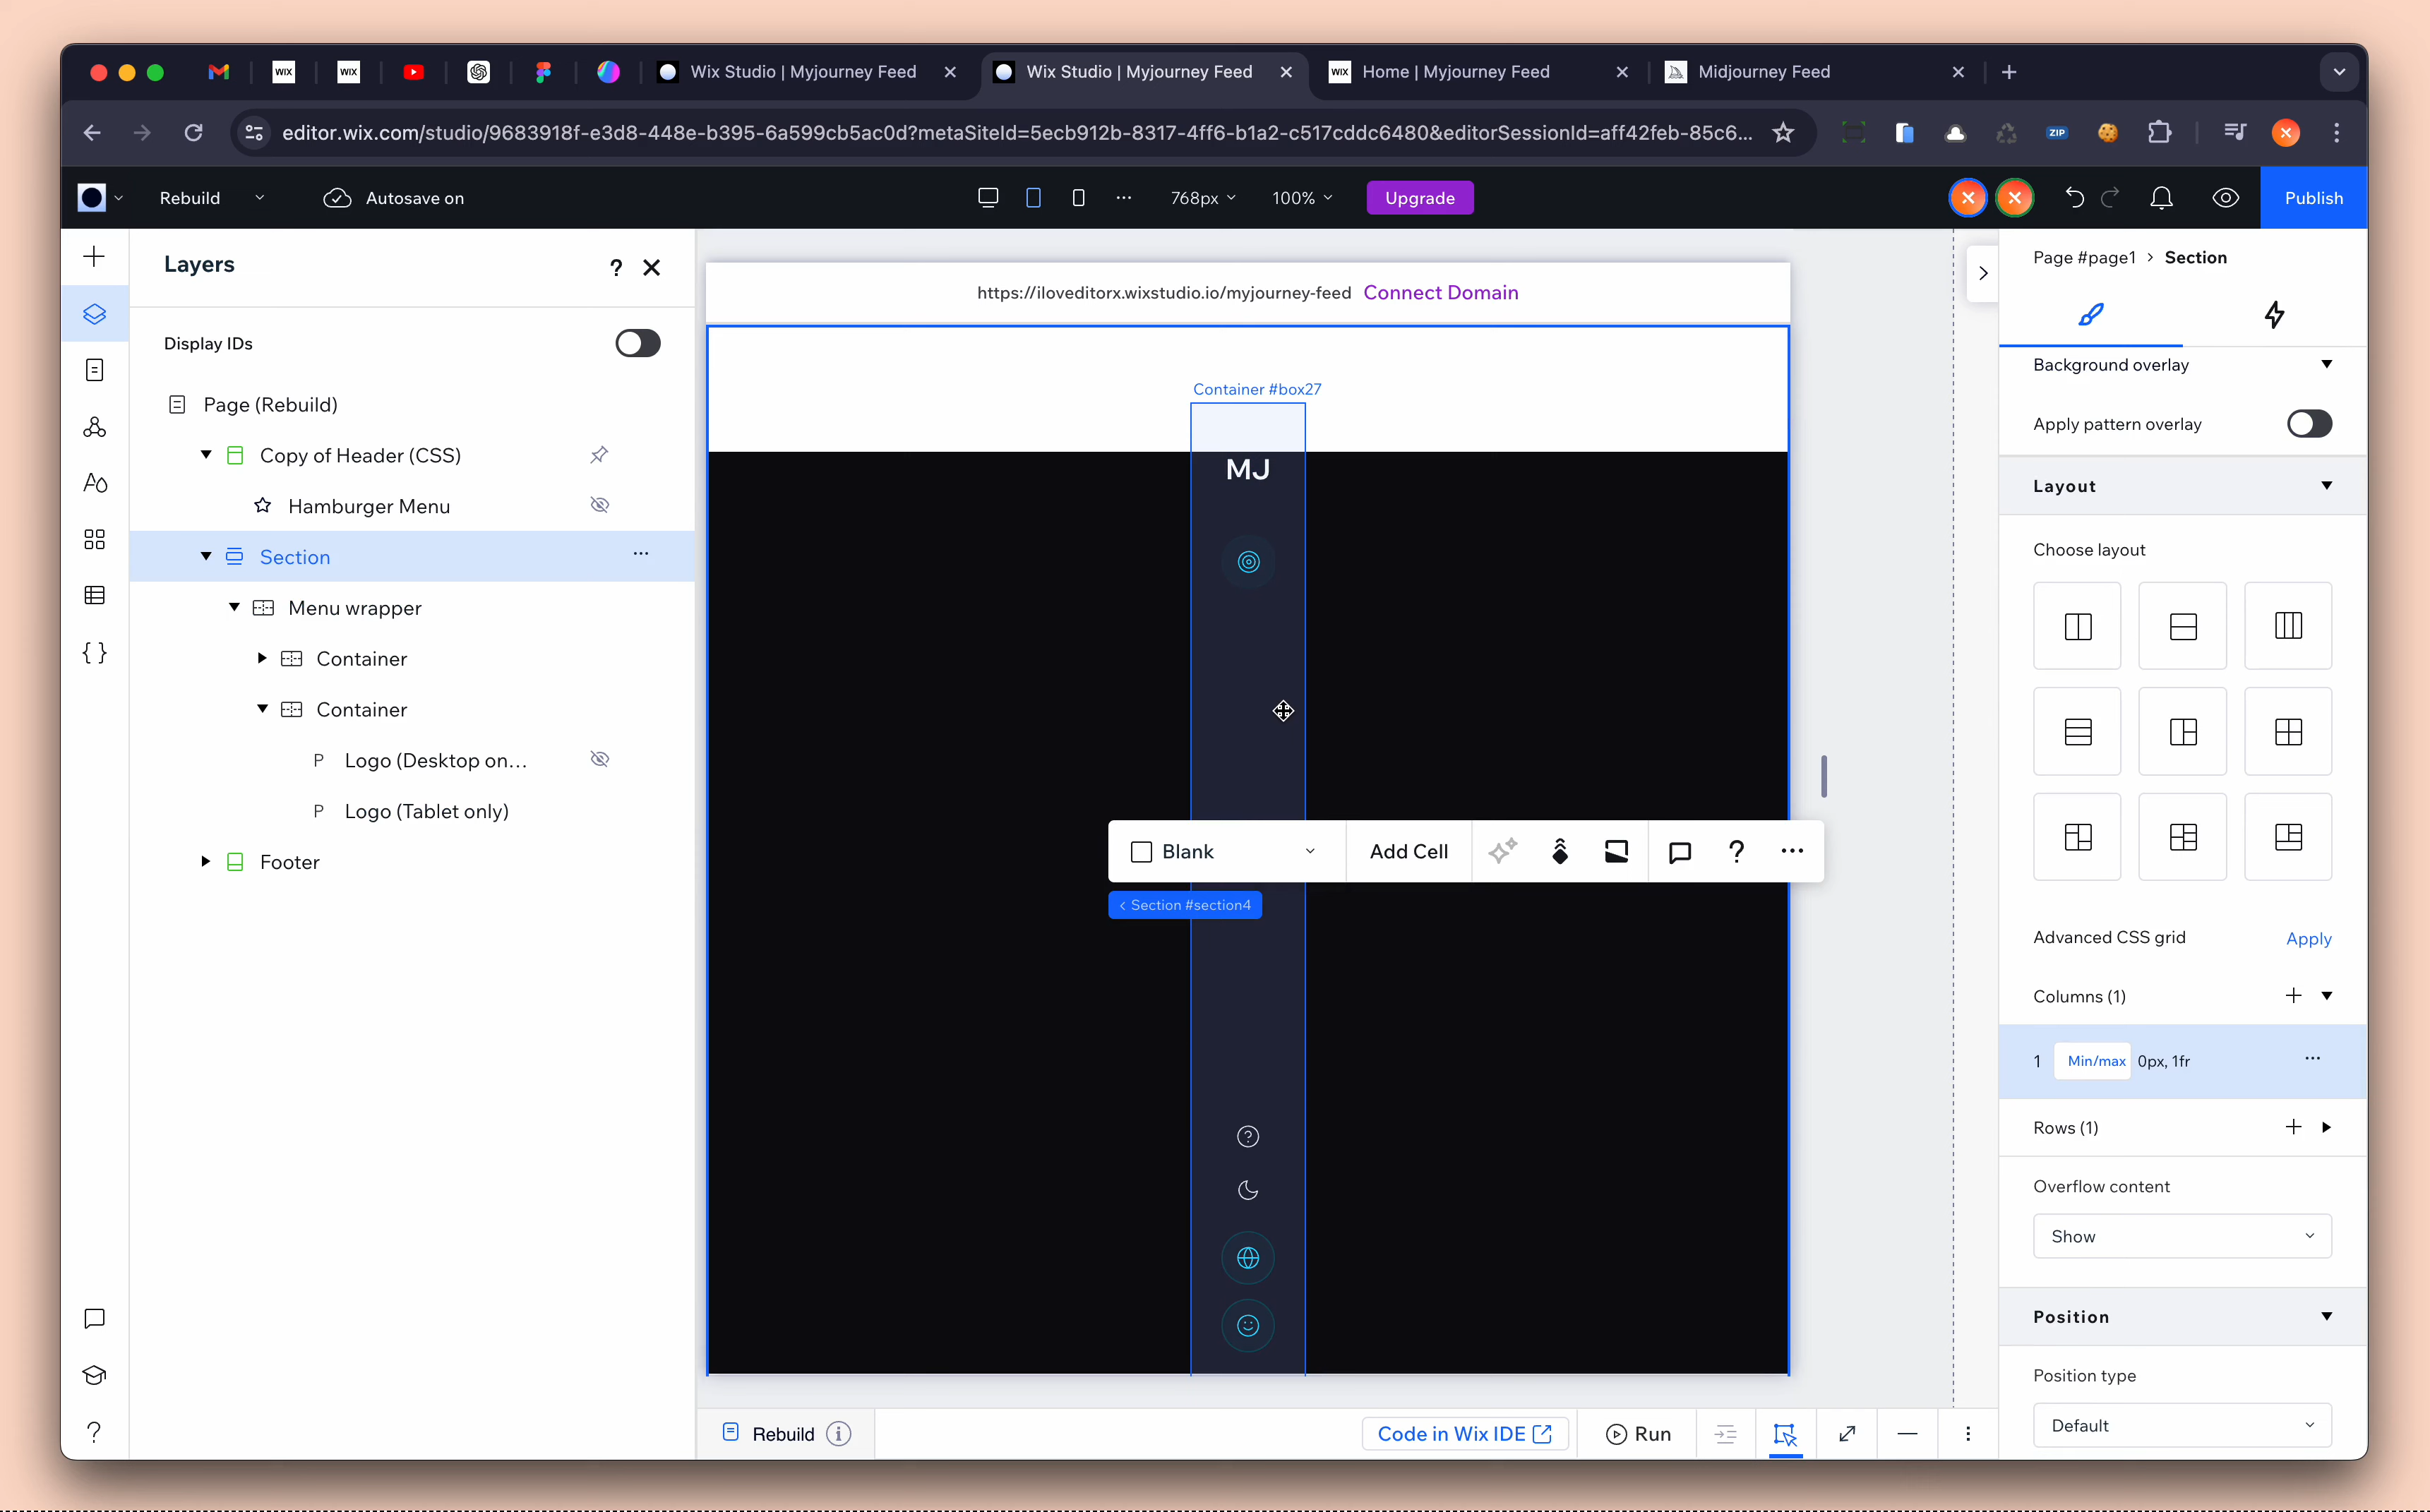 WIX
WIX
Wix Studio | Myjourney Feed
Wix Studio | Myjourney Feed
WIX
Home | Myjourney Feed
Midjourney Feed
editor.wix.com/studio/9683918f-e3d8-448e-b395-6a599cb5ac0d?metaSiteId=5ecb912b-8317-4ff6-b1a2-c517cddc6480&editorSessionId=aff42feb-85c6...
ZIP
Rebuild
Autosave on
768px
100%
Upgrade
Publish
Layers
?
Display IDs
Page (Rebuild)
Copy of Header (CSS)
Hamburger Menu
Section
Menu wrapper
Container
Container
P Logo (Desktop on...
P Logo (Tablet only)
Footer
https://iloveditorx.wixstudio.io/myjourney-feed Connect Domain
Container #box27
MJ
Blank
Add Cell
?
< Section #section4
Rebuild
Code in Wix IDE
Run
Page #page1 > Section
Background overlay
Apply pattern overlay
Layout
Choose layout
Advanced CSS grid
Apply
Columns (1)
1 Min/max 0px, 1fr
Rows (1)
Overflow content
Show
Position
Position type
Default